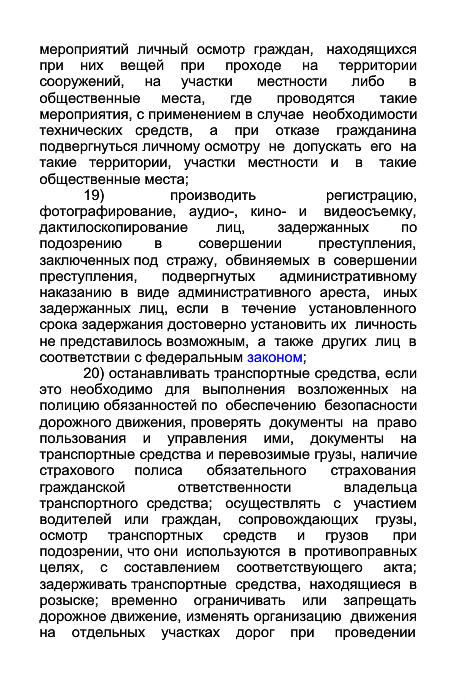 мероприятий личный осмотр граждан, находящихся
при них вещей при проходе на территории
сооружений, на участки местности либо в
общественные места, где проводятся такие
мероприятия, с применением в случае необходимости
технических средств, а при отказе гражданина
подвергнуться личному осмотру не допускать его на
такие территории, участки местности и в такие
общественные места;
19) производить регистрацию,
фотографирование, аудио-, кино- и видеосъемку,
дактилоскопирование лиц, задержанных по
подозрению в совершении преступления,
заключенных под стражу, обвиняемых в совершении
преступления, подвергнутых административному
наказанию в виде административного ареста, иных
задержанных лиц, если в течение установленного
срока задержания достоверно установить их личность
не представилось возможным, а также других лиц в
соответствии с федеральным законом;
20) останавливать транспортные средства, если
это необходимо для выполнения возложенных на
полицию обязанностей по обеспечению безопасности
дорожного движения, проверять документы на право
пользования и управления ими, документы на
транспортные средства и перевозимые грузы, наличие
страхового полиса обязательного страхования
гражданской ответственности владельца
транспортного средства; осуществлять с участием
водителей или граждан, сопровождающих грузы,
осмотр транспортных средств и грузов при
подозрении, что они используются в противоправных
целях, с составлением соответствующего акта;
задерживать транспортные средства, находящиеся в
розыске; временно ограничивать или запрещать
дорожное движение, изменять организацию движения
на отдельных участках дорог при проведении